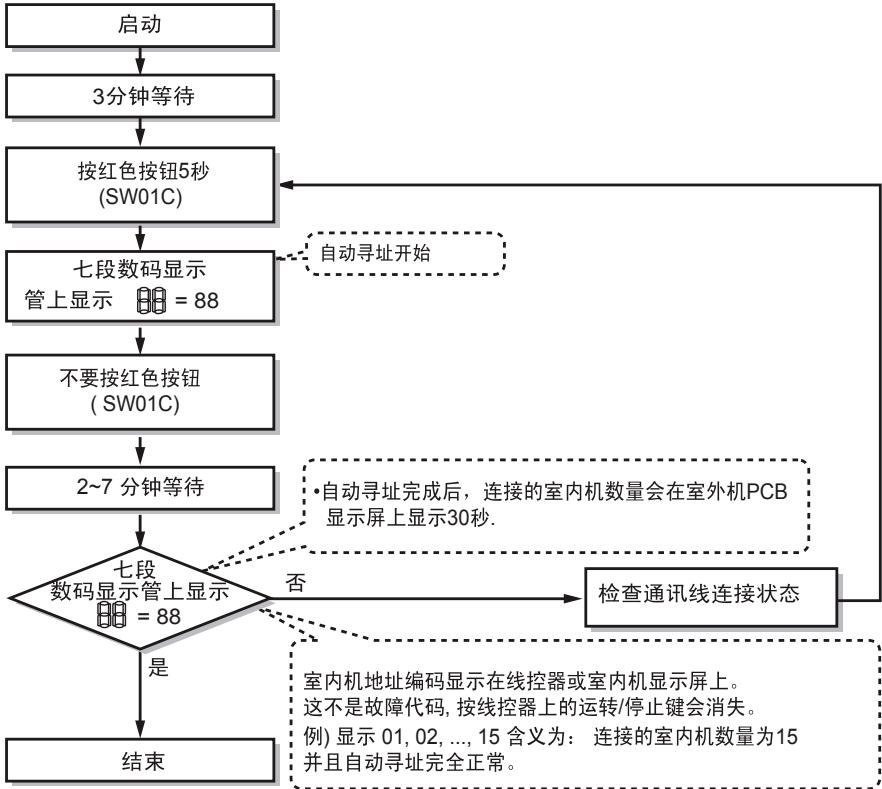 启动
3分钟等待
按红色按钮5秒
(SW01C)
七段数码显示
管上显示 88 = 88
自动寻址开始
不要按红色按钮
( SW01C)
2~7 分钟等待
•自动寻址完成后，连接的室内机数量会在室外机PCB
显示屏上显示30秒.
七段
数码显示管上显示
88 = 88
否
检查通讯线连接状态
是
室内机地址编码显示在线控器或室内机显示屏上。
这不是故障代码, 按线控器上的运转/停止键会消失。
例) 显示 01, 02, ..., 15 含义为： 连接的室内机数量为15
并且自动寻址完全正常。
结束